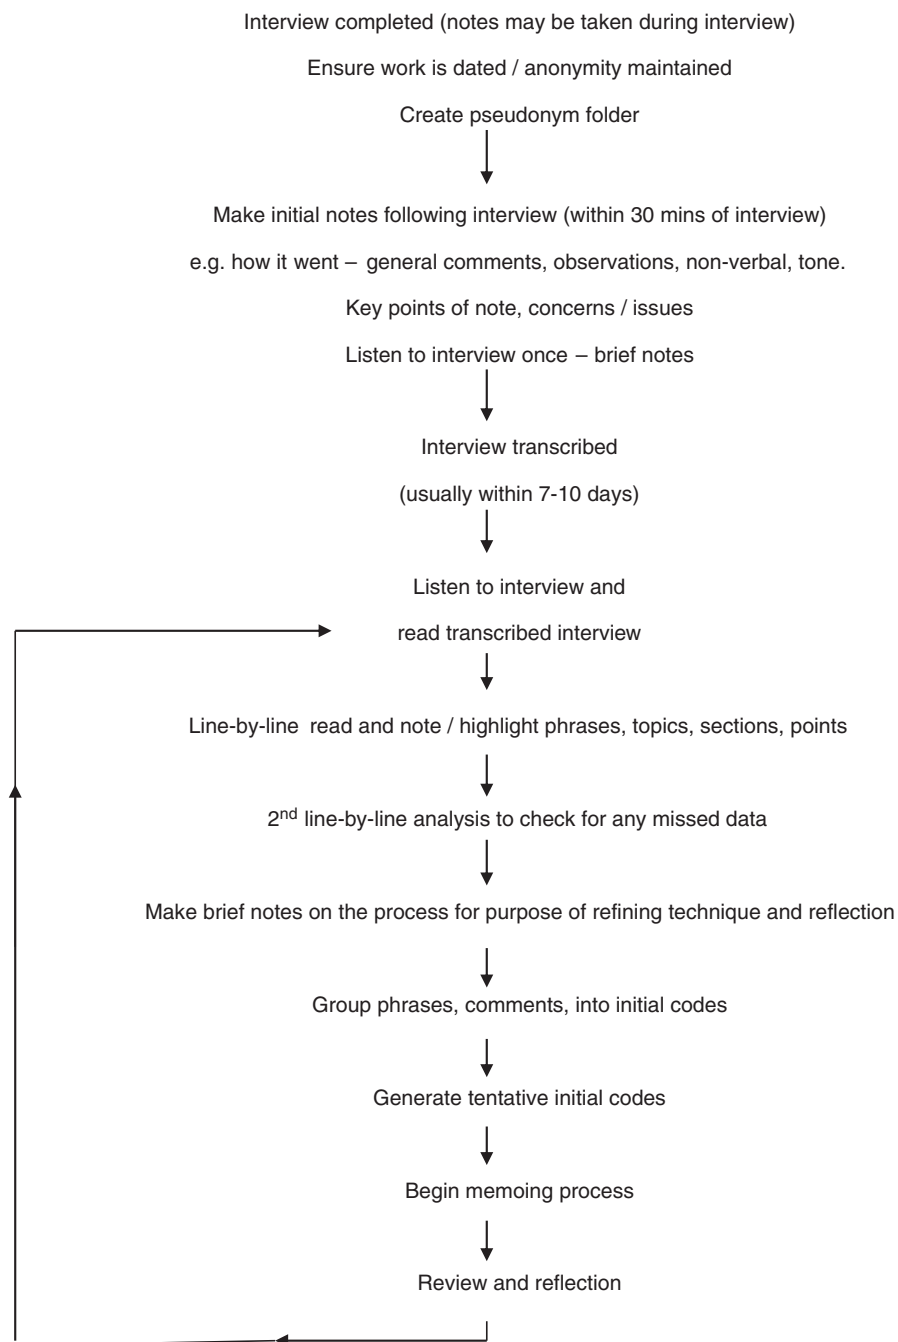 Interview completed (notes may be taken during interview)
Ensure work is dated / anonymity maintained
Create pseudonym folder
Make initial notes following interview (within 30 mins of interview)
e.g. how it went – general comments, observations, non-verbal, tone.
Key points of note, concerns / issues
Listen to interview once – brief notes
Interview transcribed
(usually within 7-10 days)
Listen to interview and
read transcribed interview
Line-by-line read and note / highlight phrases, topics, sections, points
2nd line-by-line analysis to check for any missed data
Make brief notes on the process for purpose of refining technique and reflection
Group phrases, comments, into initial codes
Generate tentative initial codes
Begin memoing process
Review and reflection